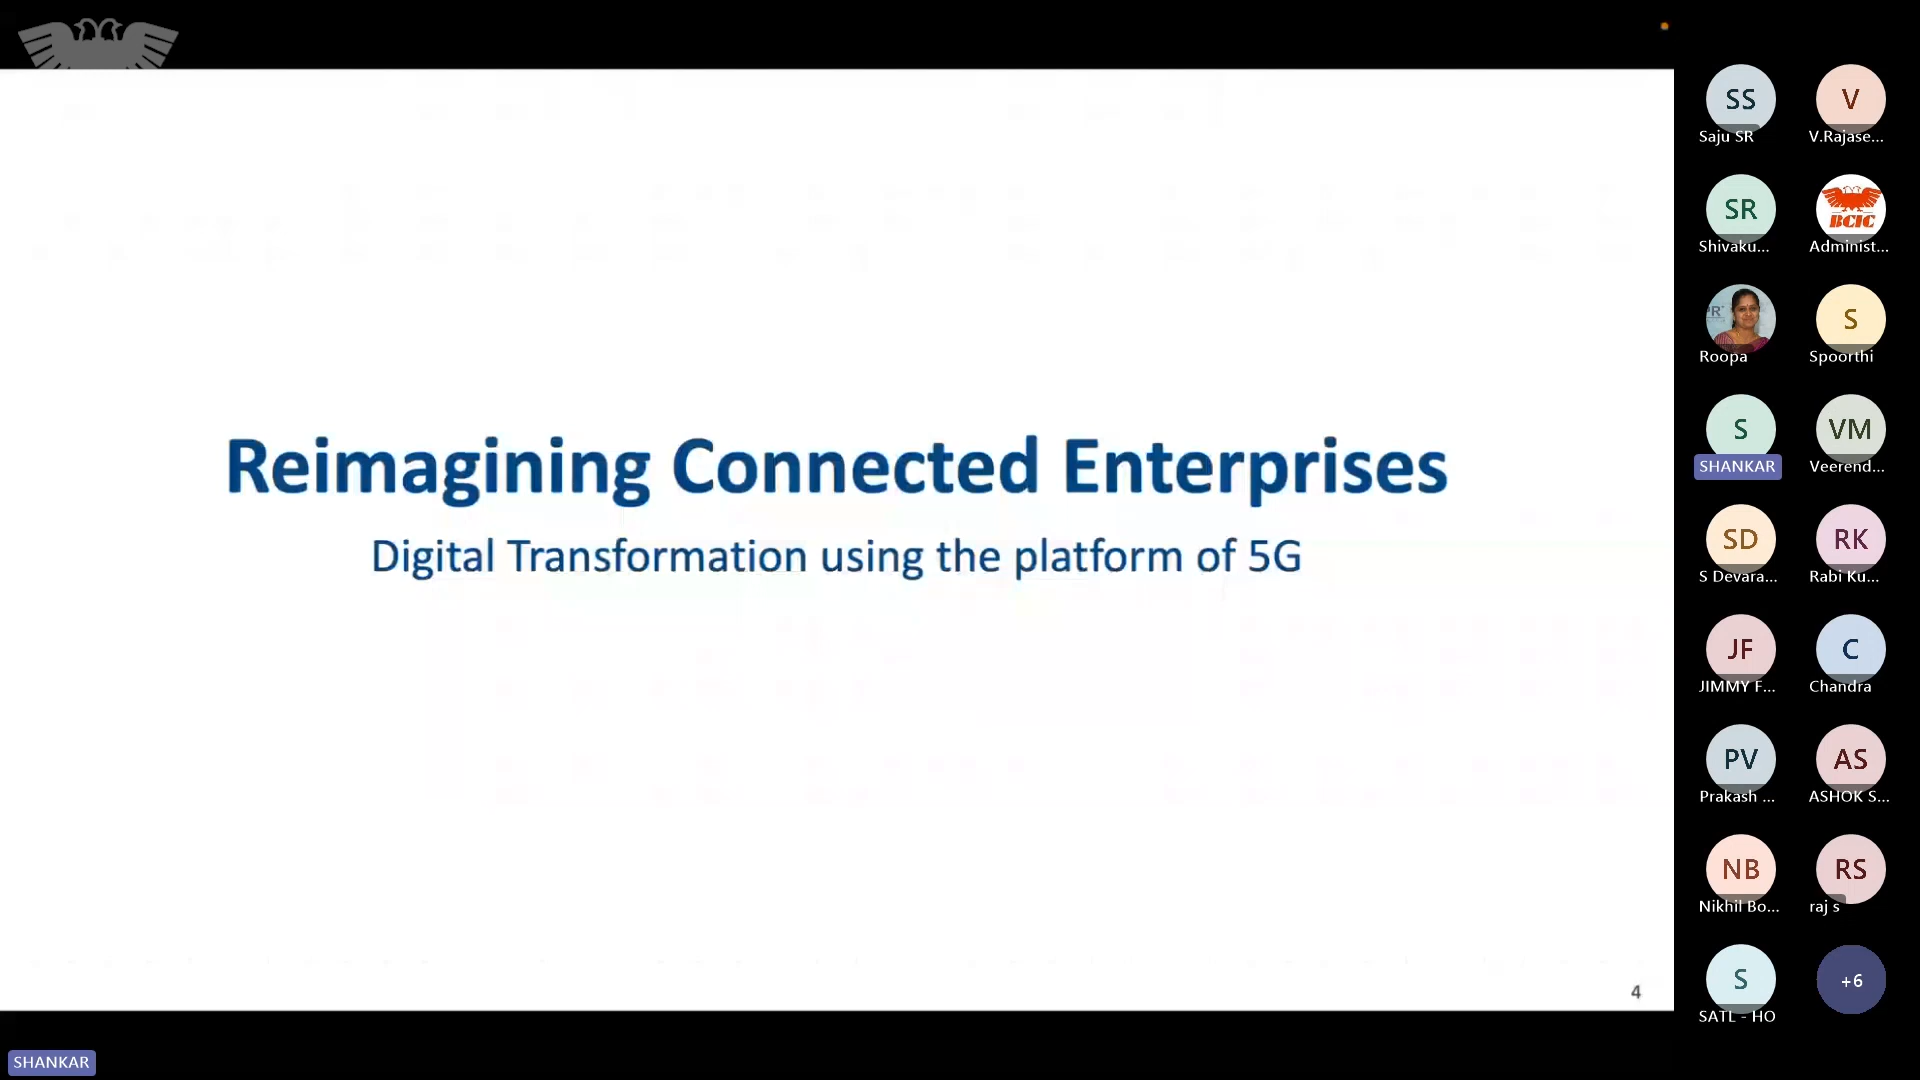 Reimagining Connected Enterprises
Digital Transformation using the platform of 5G
4
SHANKAR
SS
Saju SR
V
V.Rajase...
SR
Shivaku...
BCIC
Administ...
PR
Roopa
S
Spoorthi
S
SHANKAR
VM
Veerend...
SD
S Devara...
RK
Rabi Ku...
JF
JIMMY F...
C
Chandra
PV
Prakash ...
AS
ASHOK S...
NB
Nikhil Bo...
RS
raj s
S
SATL - HO
+6